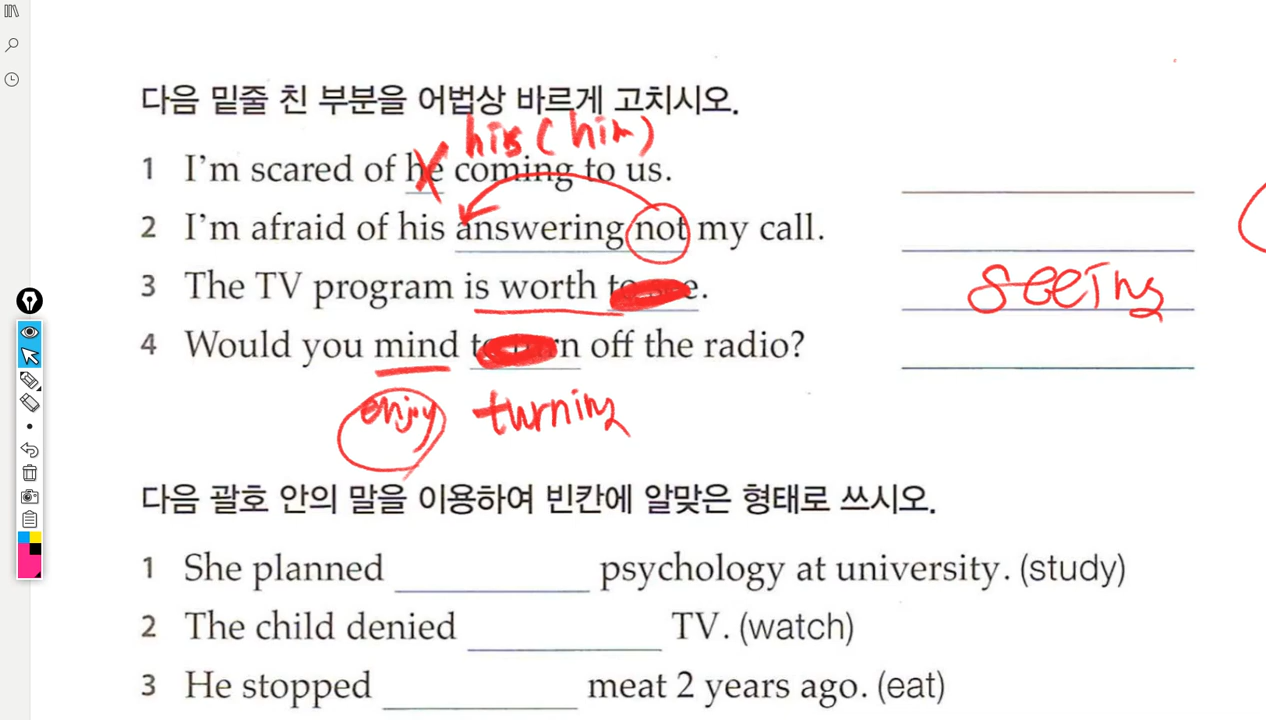 다음 밑줄 친 부분을 어법상 바르게 고치시오.
his (him)
1 I'm scared of he coming to us.
2 I'm afraid of his answering not my call.
3 The TV program is worth to see.
seeing
4 Would you mind to turn off the radio?
enjoy turning
다음 괄호 안의 말을 이용하여 빈칸에 알맞은 형태로 쓰시오.
1 She planned psychology at university. (study)
2 The child denied TV. (watch)
3 He stopped meat 2 years ago. (eat)